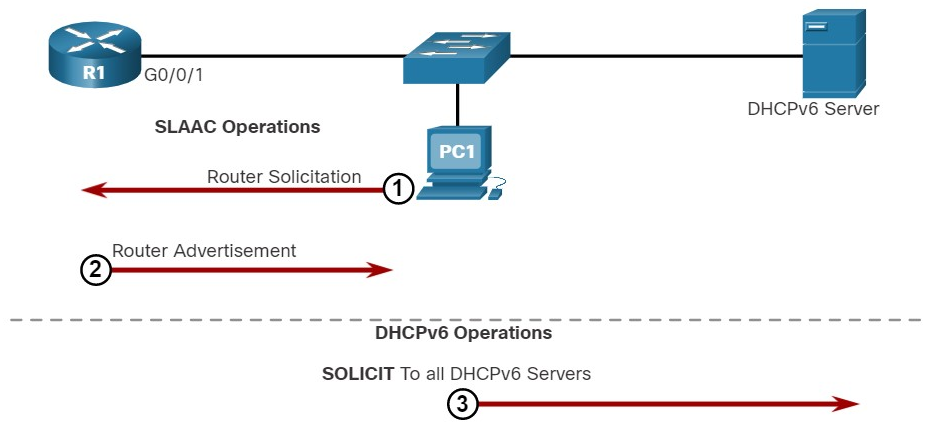 R1
G0/0/1
DHCPv6 Server
SLAAC Operations
PC1
Router Solicitation
1
Router Advertisement
2
DHCPv6 Operations
SOLICIT To all DHCPv6 Servers
3